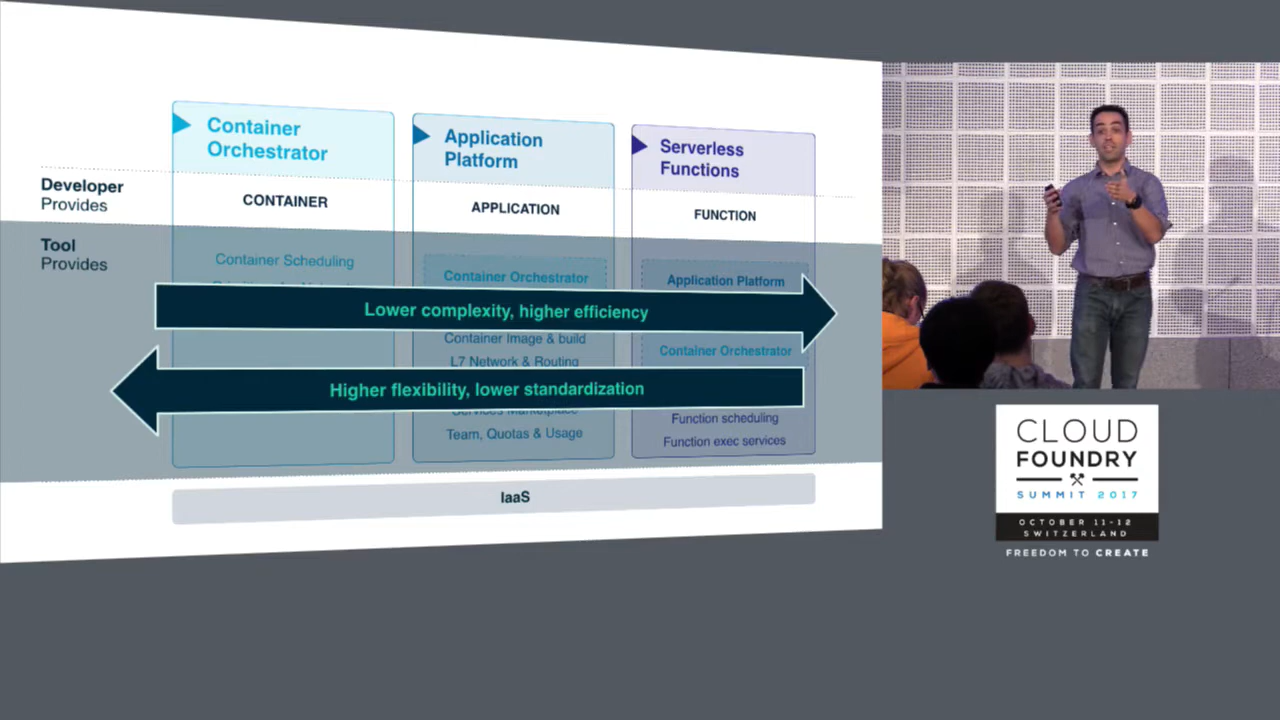 Container
Orchestrator
Application
Platform
Serverless
Functions
Developer
Provides
CONTAINER
APPLICATION
FUNCTION
Tool
Provides
Container Scheduling
Container Orchestrator
Application Platform
Lower complexity, higher efficiency
Container Image & build
L7 Network & Routing
Container Orchestrator
Higher flexibility, lower standardization
Services Marketplace
Team, Quotas & Usage
Function scheduling
Function exec services
IaaS
CLOUD
FOUNDRY
SUMMIT 2017
OCTOBER 11-12
SWITZERLAND
FREEDOM TO CREATE